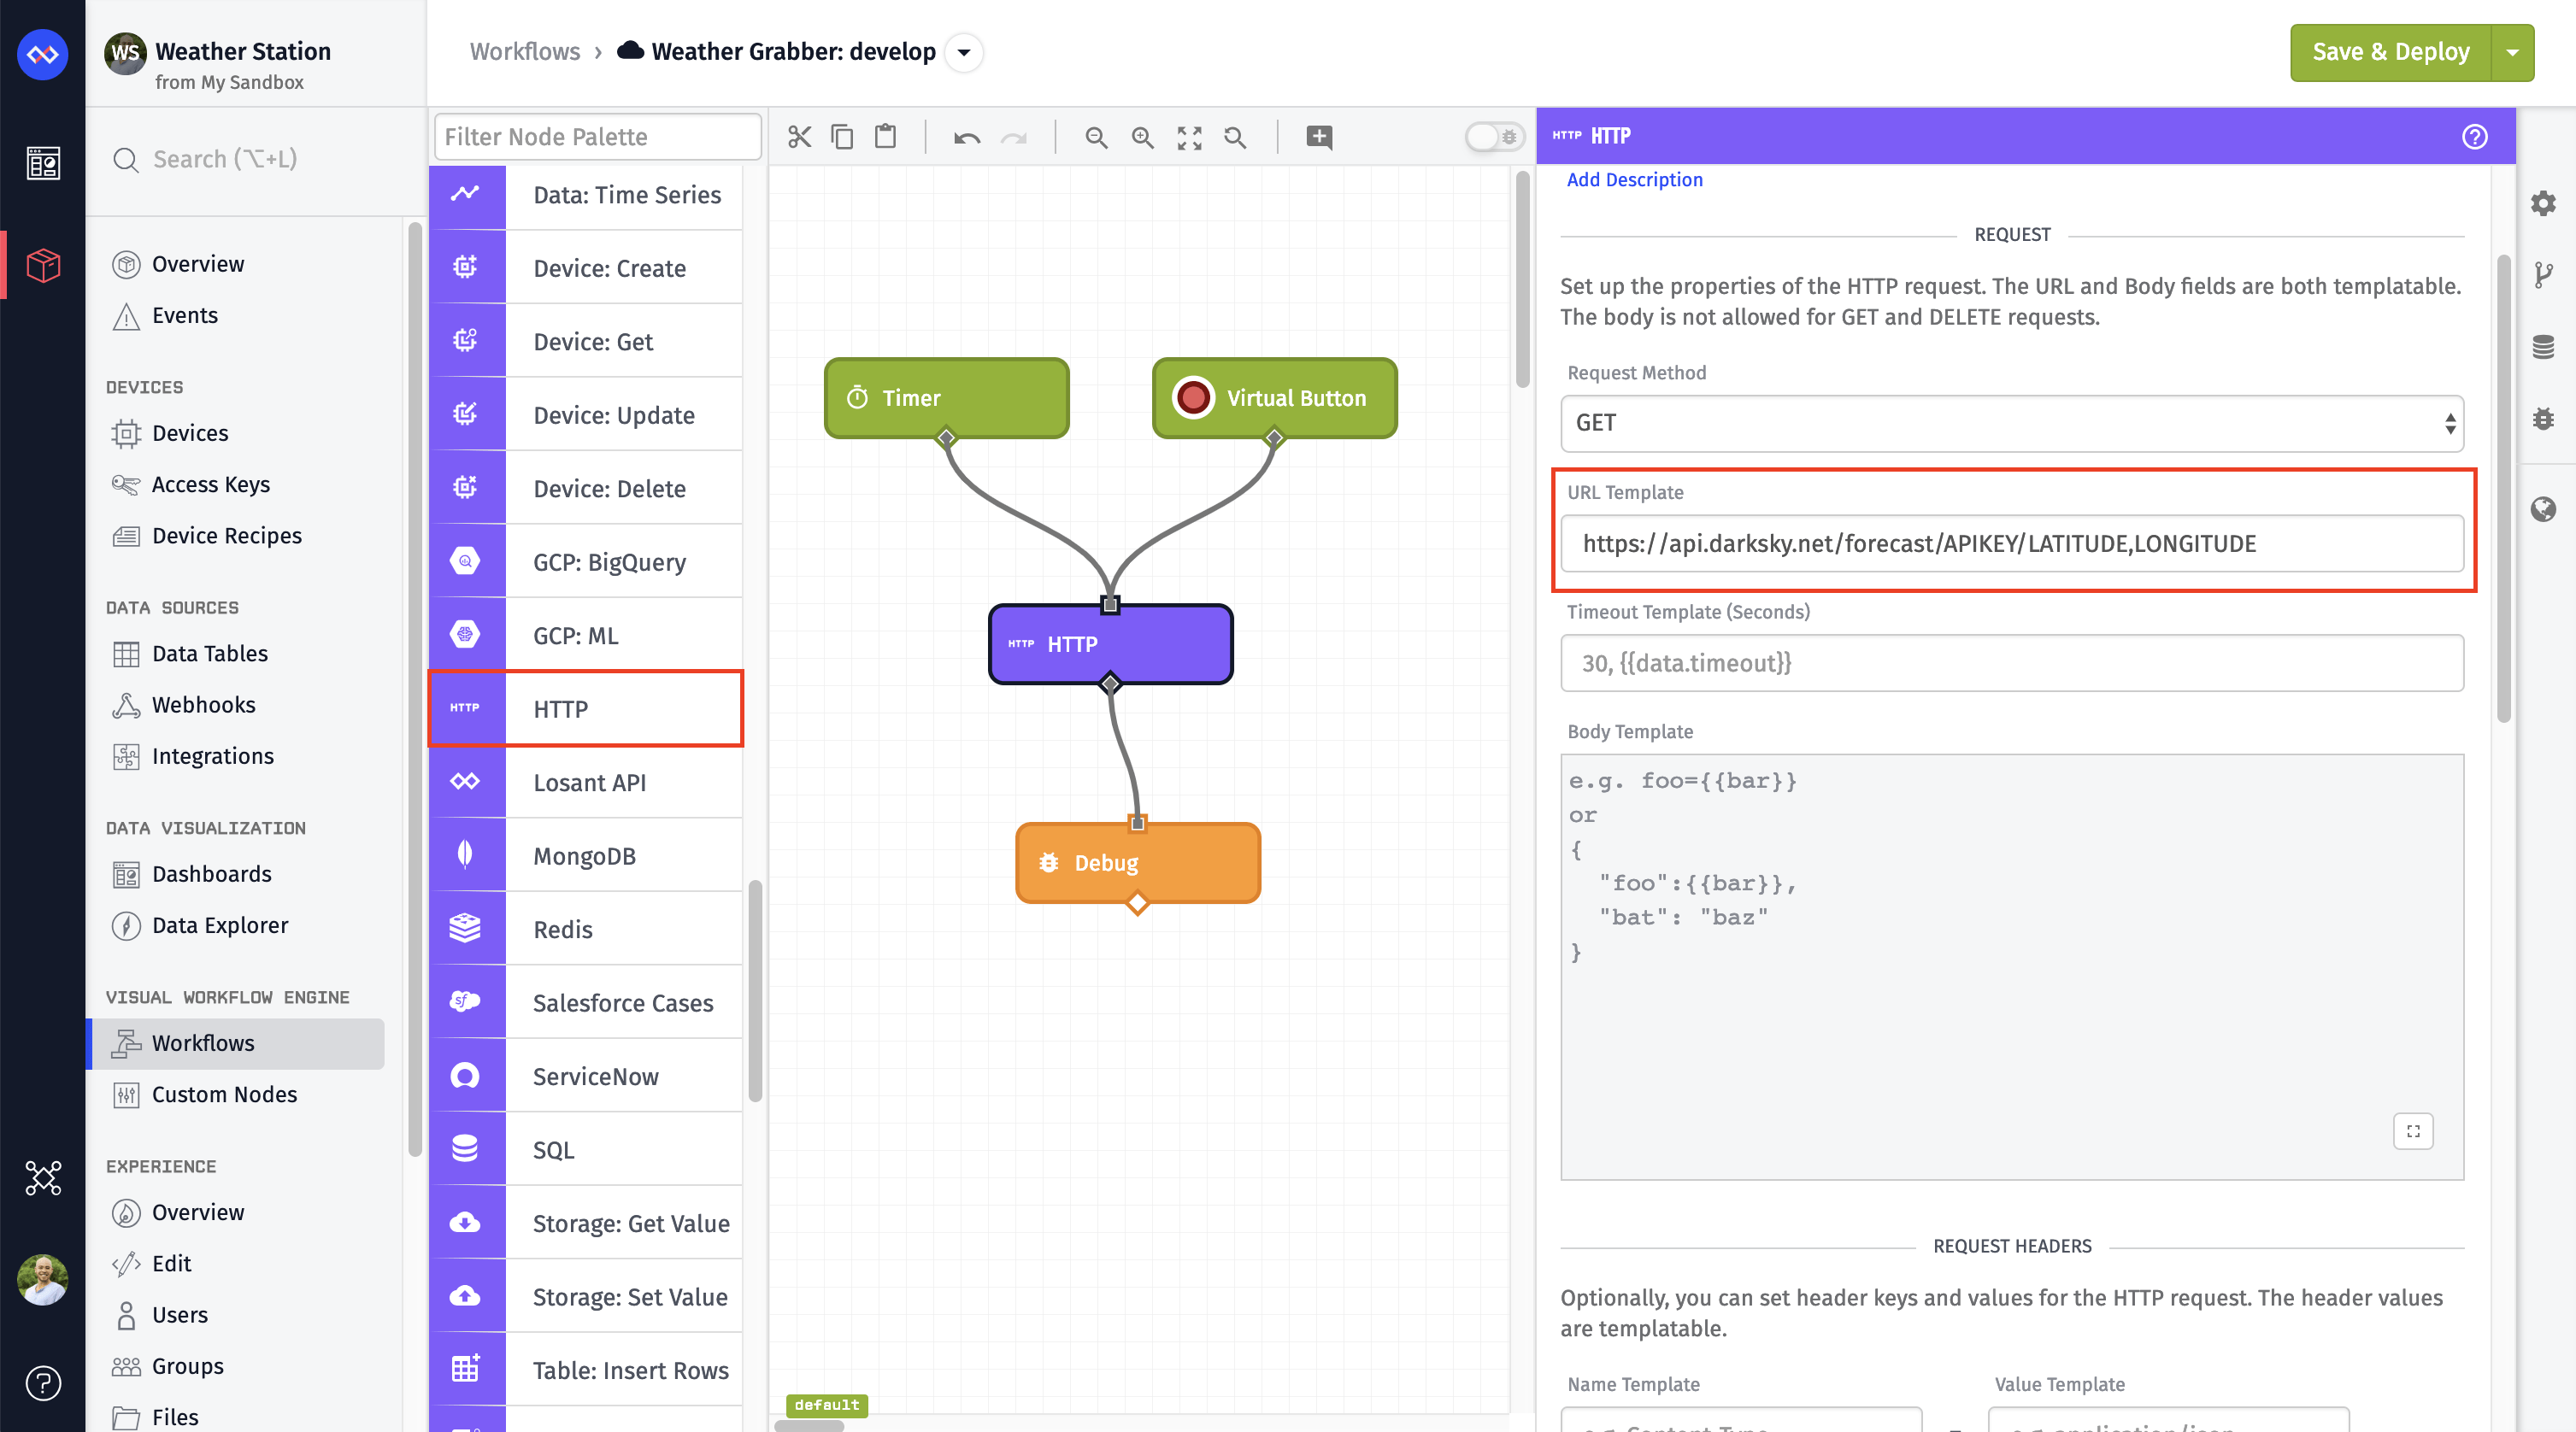 WS
Weather Station
from My Sandbox
Workflows › Weather Grabber: develop
Save & Deploy
Search (⌥+L)
Overview
Events
DEVICES
Devices
Access Keys
Device Recipes
DATA SOURCES
Data Tables
Webhooks
Integrations
DATA VISUALIZATION
Dashboards
Data Explorer
VISUAL WORKFLOW ENGINE
Workflows
Custom Nodes
EXPERIENCE
Overview
Edit
Users
Groups
Files
Filter Node Palette
Data: Time Series
Device: Create
Device: Get
Device: Update
Device: Delete
GCP: BigQuery
GCP: ML
HTTP HTTP
Losant API
MongoDB
Redis
sf Salesforce Cases
ServiceNow
SQL
Storage: Get Value
Storage: Set Value
Table: Insert Rows
Timer
Virtual Button
HTTP HTTP
Debug
default
HTTP HTTP
Add Description
REQUEST
Set up the properties of the HTTP request. The URL and Body fields are both templatable.
The body is not allowed for GET and DELETE requests.
Request Method
GET
URL Template
https://api.darksky.net/forecast/APIKEY/LATITUDE,LONGITUDE
Timeout Template (Seconds)
30, {{data.timeout}}
Body Template
e.g. foo={{bar}}
or
{
"foo":{{bar}},
"bat": "baz"
}
REQUEST HEADERS
Optionally, you can set header keys and values for the HTTP request. The header values
are templatable.
Name Template
Value Template